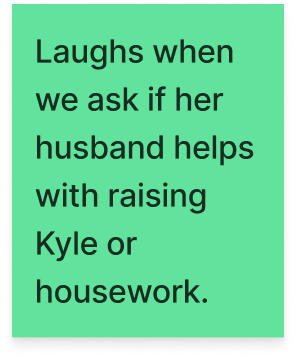 Laughs when
we ask if her
husband helps
with raising
Kyle or
housework.